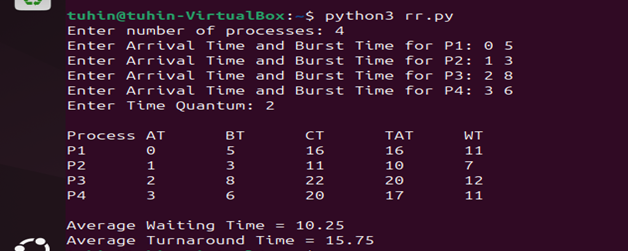 tuhin@tuhin-VirtualBox:~$ python3 rr.py
Enter number of processes: 4
Enter Arrival Time and Burst Time for P1: 0 5
Enter Arrival Time and Burst Time for P2: 1 3
Enter Arrival Time and Burst Time for P3: 2 8
Enter Arrival Time and Burst Time for P4: 3 6
Enter Time Quantum: 2
Process AT BT CT TAT WT
P1 0 5 16 16 11
P2 1 3 11 10 7
P3 2 8 22 20 12
P4 3 6 20 17 11
Average Waiting Time = 10.25
Average Turnaround Time = 15.75